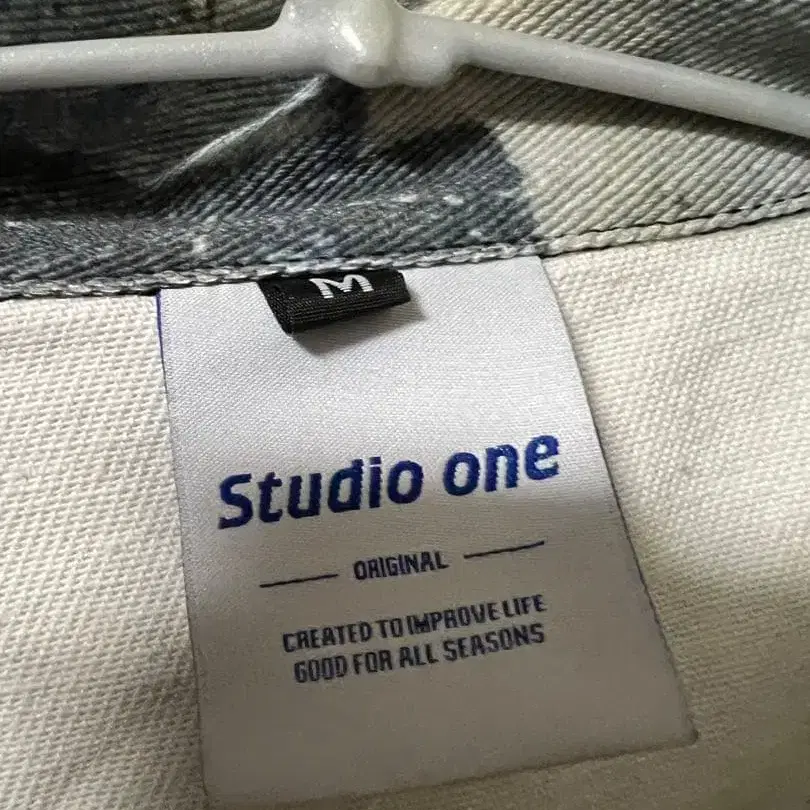 M
Studio one
ORIGINAL
CREATED TO IMPROVE LIFE
GOOD FOR ALL SEASONS